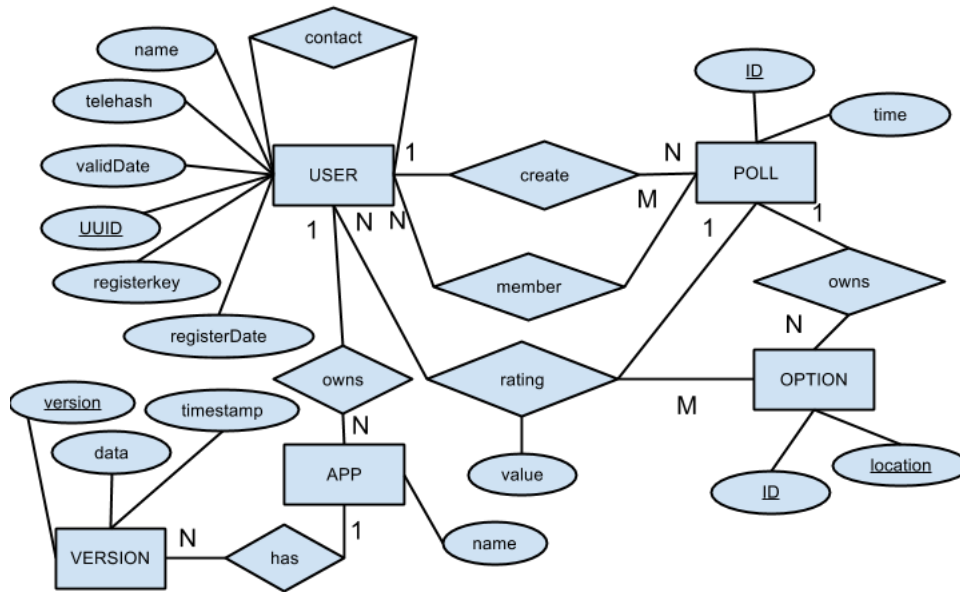 contact
name
ID
telehash
time
1
N
validDate
USER
create
POLL
M
UUID
1
N
N
1
1
registerkey
member
owns
registerDate
N
owns
rating
OPTION
version
timestamp
M
N
data
value
location
APP
ID
1
N
name
VERSION
has